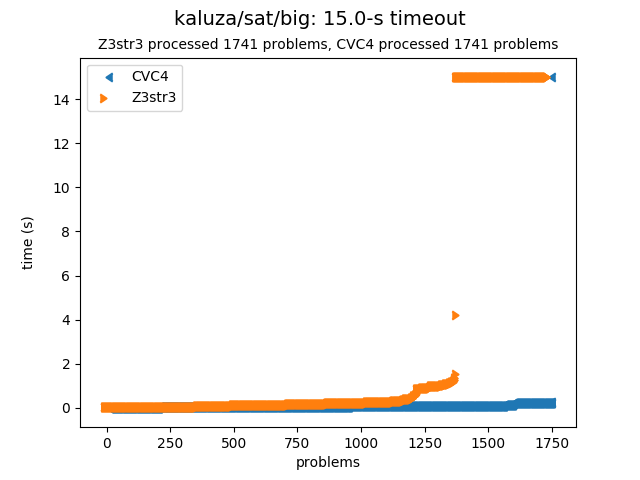 kaluza/sat/big: 15.0-s timeout
Z3str3 processed 1741 problems, CVC4 processed 1741 problems
CVC4
Z3str3
14
12
10
8
6
4
2
0
time (s)
0 250 500 750 1000 1250 1500 1750
problems